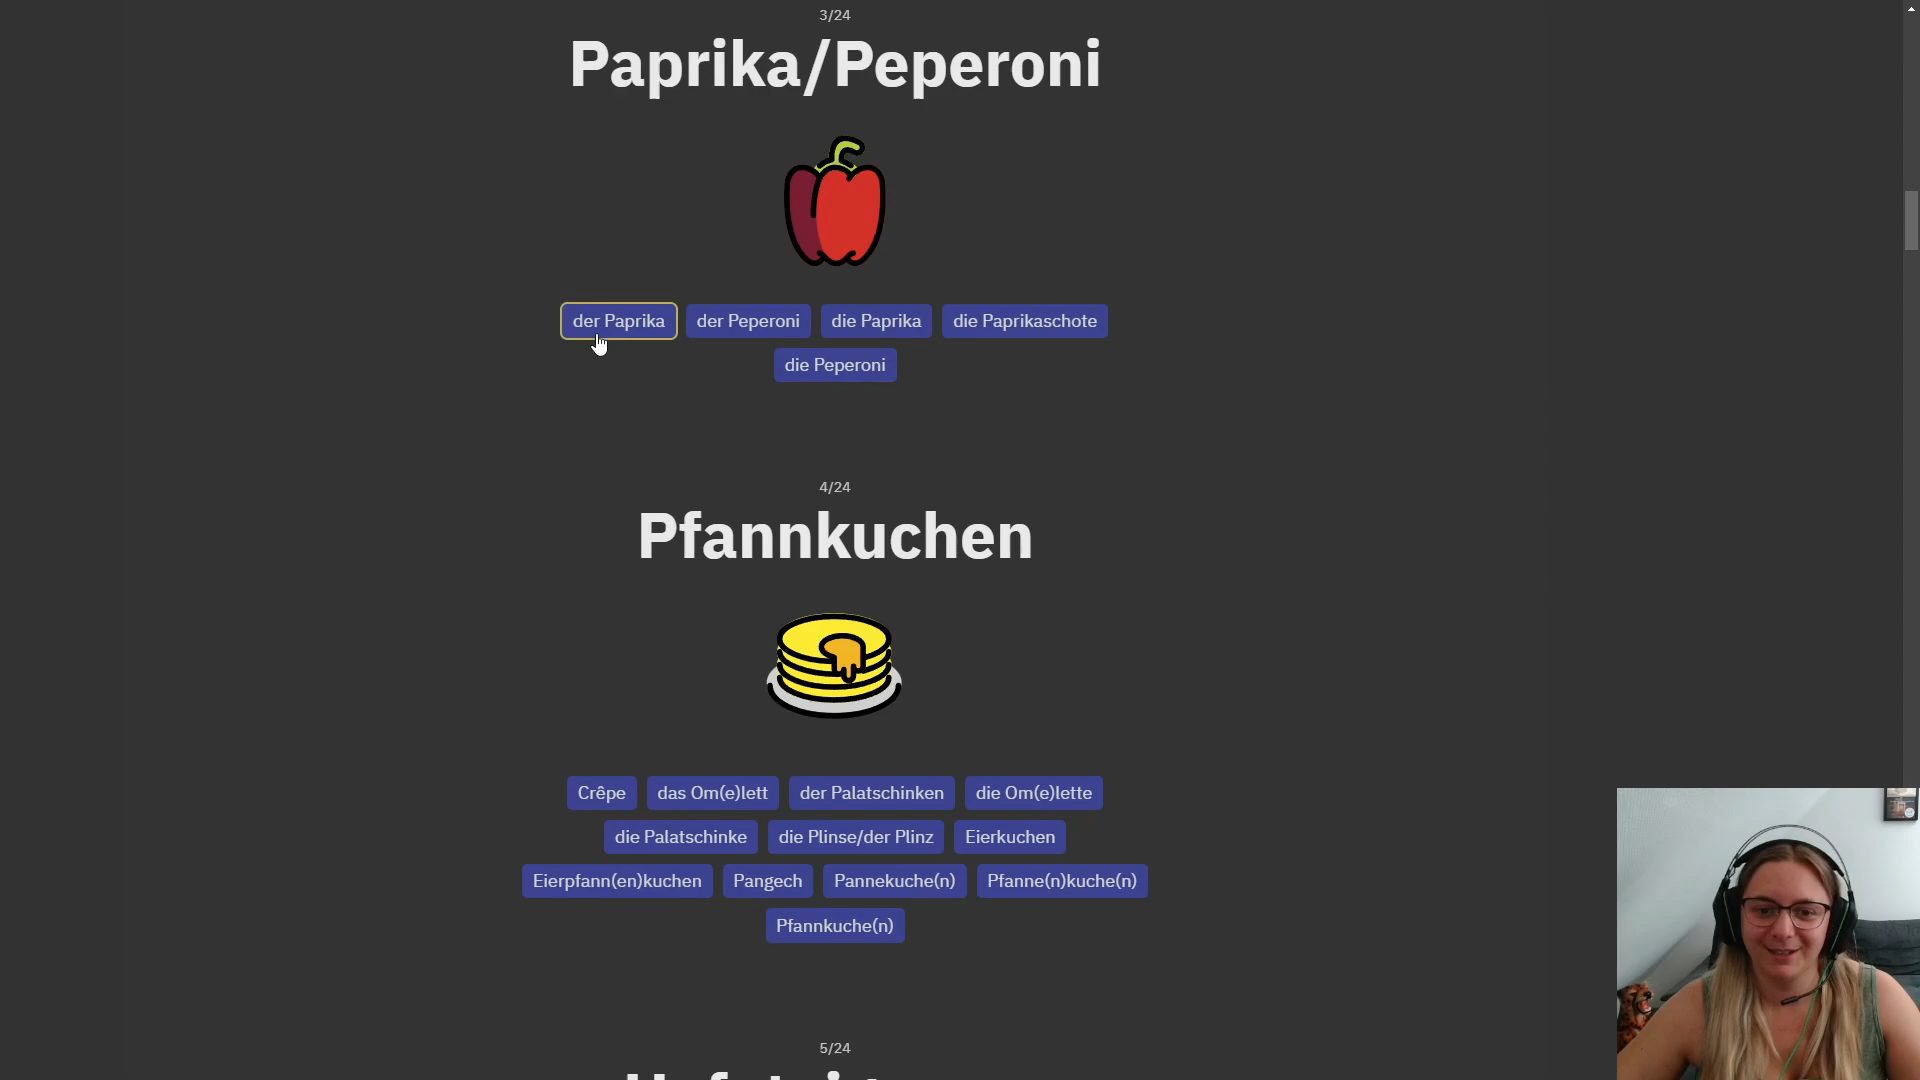 3/24
Paprika/Peperoni
der Paprika der Peperoni die Paprika die Paprikaschote
die Peperoni
4/24
Pfannkuchen
Crêpe das Om(e)lett der Palatschinken die Om(e)lette
die Palatschinke die Plinse/der Plinz Eierkuchen
Eierpfann(en)kuchen Pangech Pannekuche(n) Pfanne(n)kuche(n)
Pfannkuche(n)
5/24